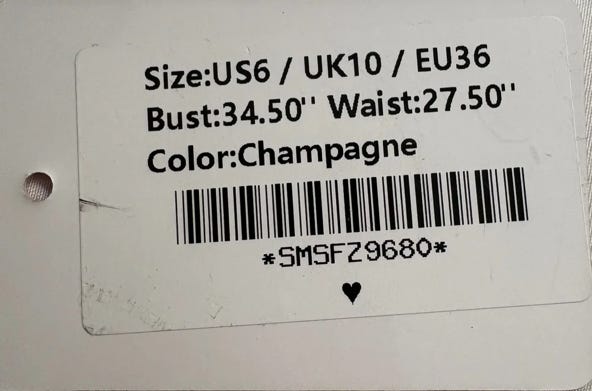 Size:US6 / UK10 / EU36
Bust:34.50'' Waist:27.50''
Color:Champagne
*SMSFZ9680*